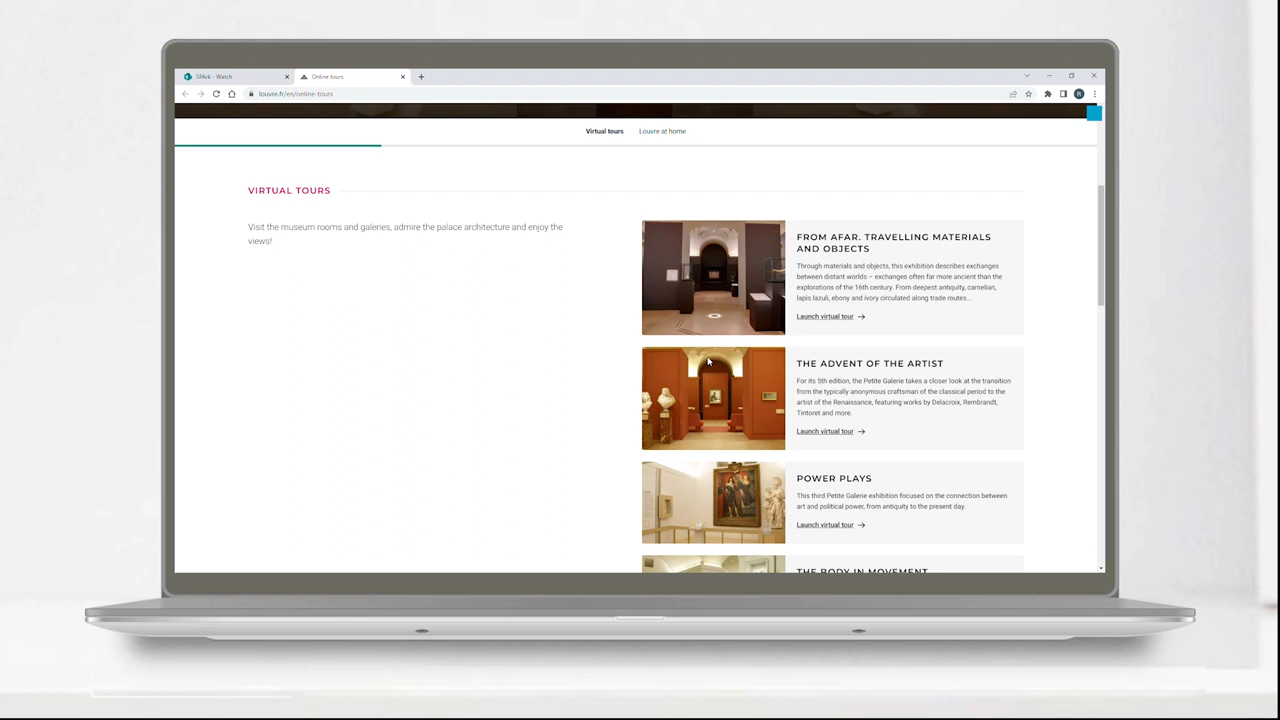 SPArk - Watch
Online tours
louvre.fr/en/online-tours
R
Virtual tours
Louvre at home
VIRTUAL TOURS
Visit the museum rooms and galeries, admire the palace architecture and enjoy the
views!
FROM AFAR. TRAVELLING MATERIALS
AND OBJECTS
Through materials and objects, this exhibition describes exchanges
between distant worlds – exchanges often far more ancient than the
explorations of the 16th century. From deepest antiquity, carnelian,
lapis lazuli, ebony and ivory circulated along trade routes...
Launch virtual tour →
THE ADVENT OF THE ARTIST
For its 5th edition, the Petite Galerie takes a closer look at the transition
from the typically anonymous craftsman of the classical period to the
artist of the Renaissance, featuring works by Delacroix, Rembrandt,
Tintoret and more.
Launch virtual tour →
POWER PLAYS
This third Petite Galerie exhibition focused on the connection between
art and political power, from antiquity to the present day.
Launch virtual tour →
THE BODY IN MOVEMENT